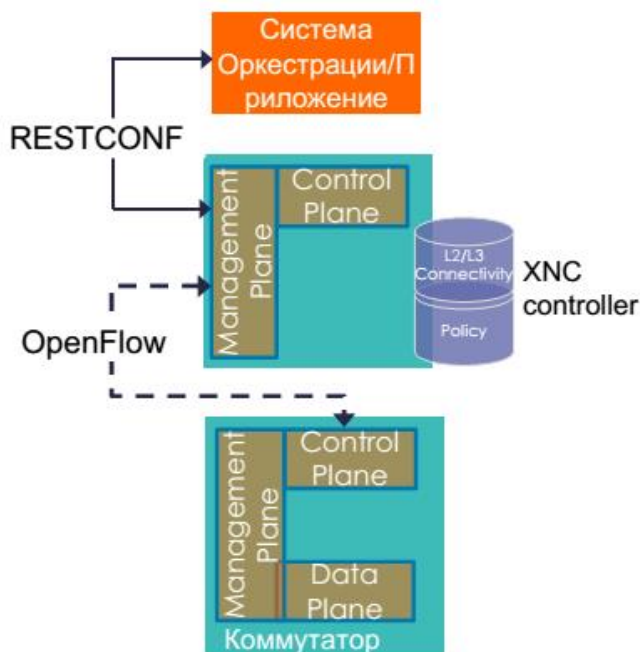 Система
Оркестрации/П
риложение
RESTCONF
Management
Plane
Control
Plane
L2/L3
Connectivity
Policy
XNC
controller
OpenFlow
Management
Plane
Control
Plane
Data
Plane
Коммутатор